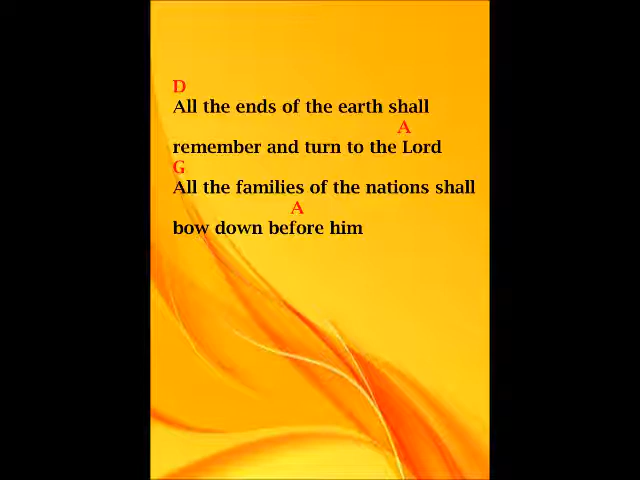 D
All the ends of the earth shall
A
remember and turn to the Lord
G
All the families of the nations shall
A
bow down before him